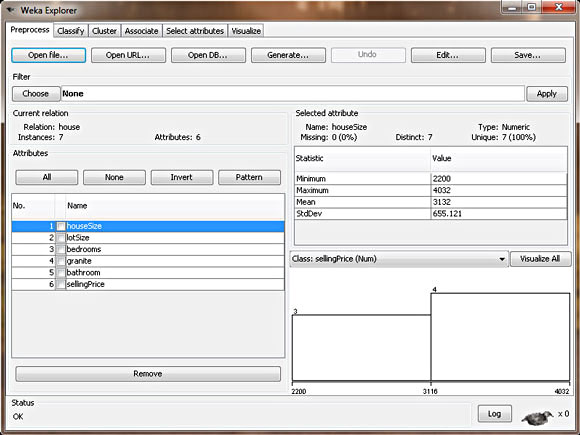 Weka Explorer
Preprocess Classify Cluster Associate Select attributes Visualize
Open file... Open URL... Open DB... Generate... Undo Edit... Save...
Filter
Choose None Apply
Current relation
Relation: house
Instances: 7 Attributes: 6
Attributes
All None Invert Pattern
No. Name
1 houseSize
2 lotSize
3 bedrooms
4 granite
5 bathroom
6 sellingPrice
Remove
Selected attribute
Name: houseSize Type: Numeric
Missing: 0 (0%) Distinct: 7 Unique: 7 (100%)
Statistic Value
Minimum 2200
Maximum 4032
Mean 3132
StdDev 655.121
Class: sellingPrice (Num) Visualize All
3
4
2200 3116 4032
Status
OK
Log x 0